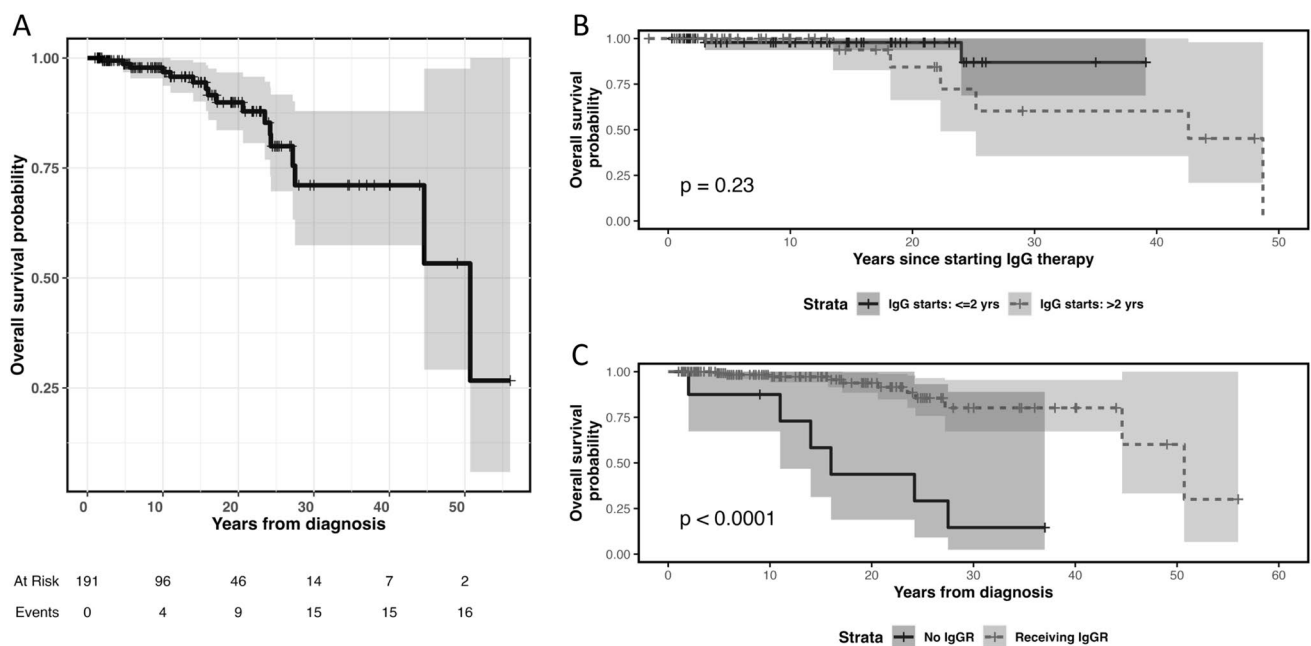 A
Overall survival probability
1.00
0.75
0.50
0.25
0 10 20 30 40 50
Years from diagnosis
At Risk 191 96 46 14 7 2
Events 0 4 9 15 15 16
B
Overall survival
probability
1.00
0.75
0.50
0.25
0.00
p = 0.23
0 10 20 30 40 50
Years since starting IgG therapy
Strata IgG starts: <=2 yrs IgG starts: >2 yrs
C
Overall survival
probability
1.00
0.75
0.50
0.25
0.00
p < 0.0001
0 10 20 30 40 50 60
Years from diagnosis
Strata No IgGR Receiving IgGR